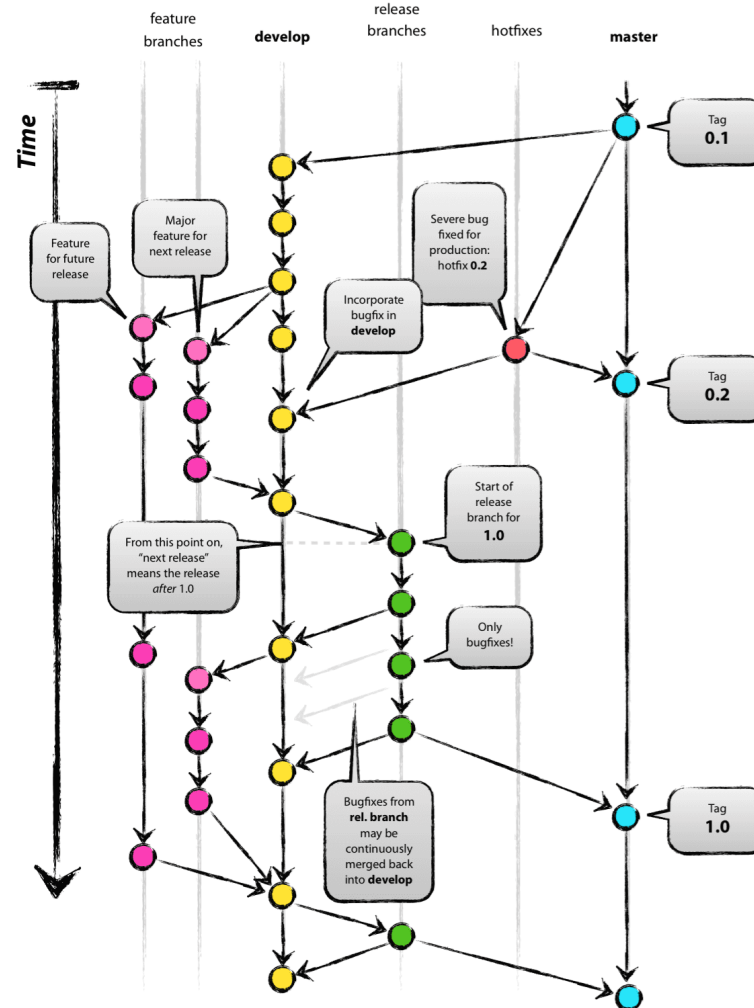 feature
branches
develop
release
branches
hotfixes
master
Time
Tag
0.1
Feature
for future
release
Major
feature for
next release
Severe bug
fixed for
production:
hotfix 0.2
Incorporate
bugfix in
develop
Tag
0.2
Start of
release
branch for
1.0
From this point on,
“next release”
means the release
after 1.0
Only
bugfixes!
Bugfixes from
rel. branch
may be
continuously
merged back
into develop
Tag
1.0